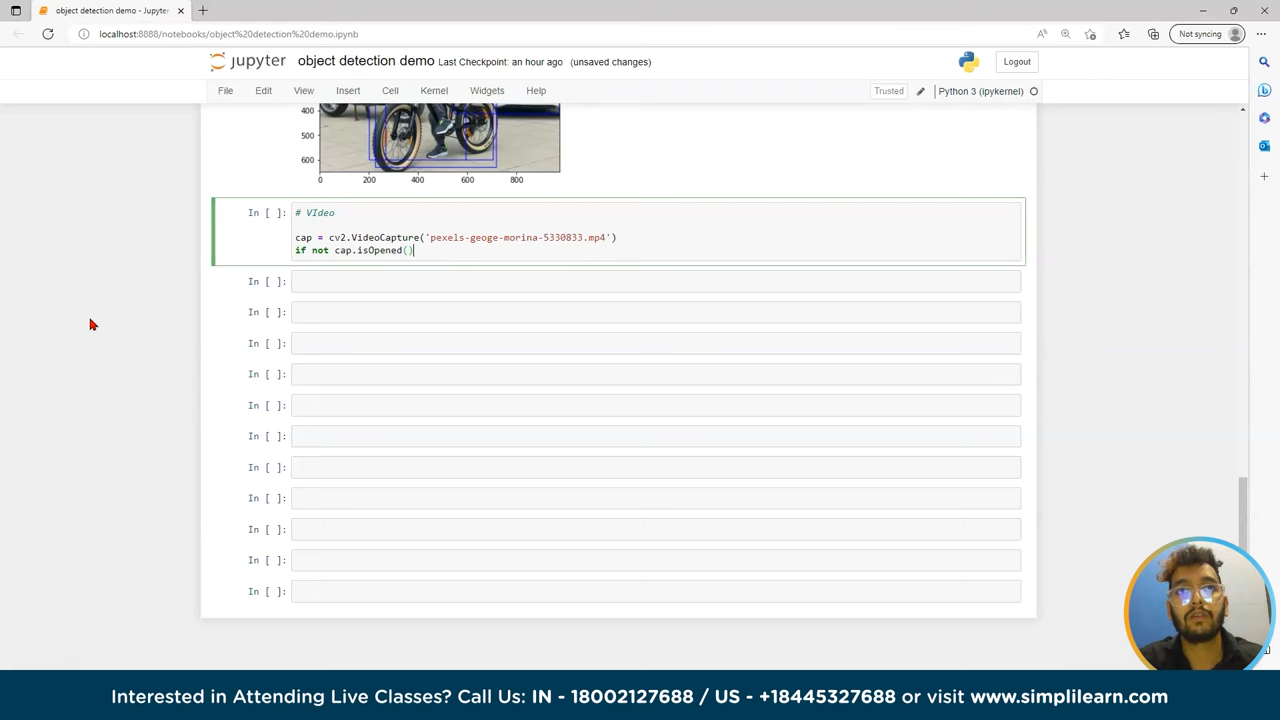 object detection demo - Jupyter
localhost:8888/notebooks/object%20detection%20demo.ipynb
Not syncing
jupyter object detection demo Last Checkpoint: an hour ago (unsaved changes)
Logout
File Edit View Insert Cell Kernel Widgets Help
Trusted
Python 3 (ipykernel)
400
500
600
0 200 400 600 800
In [ ]: # VIdeo
cap = cv2.VideoCapture('pexels-geoge-morina-5330833.mp4')
if not cap.isOpened()
In [ ]:
In [ ]:
In [ ]:
In [ ]:
In [ ]:
In [ ]:
In [ ]:
In [ ]:
In [ ]:
In [ ]:
In [ ]:
Interested in Attending Live Classes? Call Us: IN - 18002127688 / US - +18445327688 or visit www.simplilearn.com